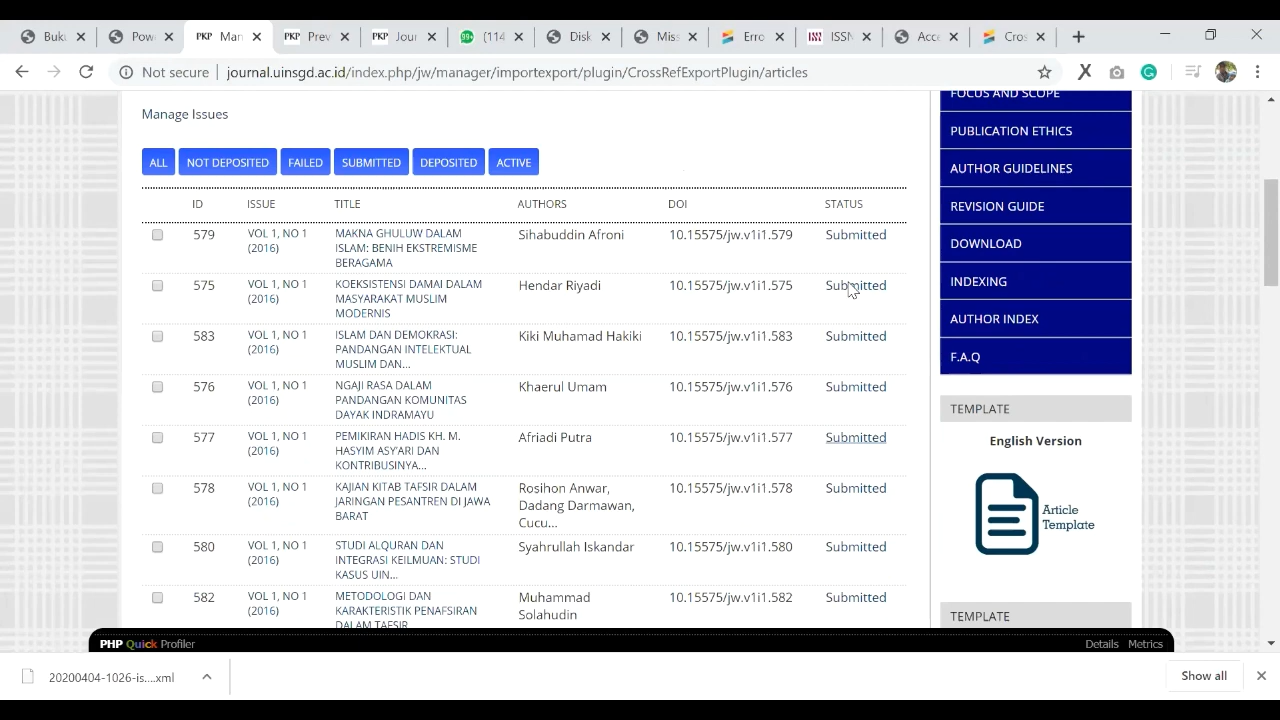 Buku
Pow
PKP Man
PKP Prev
PKP Jour
99+ (114
Disk
Miss
Erro
ISSN
Acce
Cros
Not secure
journal.uinsgd.ac.id/index.php/jw/manager/importexport/plugin/CrossRefExportPlugin/articles
Manage Issues
ALL NOT DEPOSITED FAILED SUBMITTED DEPOSITED ACTIVE
ID ISSUE TITLE AUTHORS DOI STATUS
579 VOL 1, NO 1 MAKNA GHULUW DALAM Sihabuddin Afroni 10.15575/jw.v1i1.579 Submitted
(2016) ISLAM: BENIH EKSTREMISME
BERAGAMA
575 VOL 1, NO 1 KOEKSISTENSI DAMAI DALAM Hendar Riyadi 10.15575/jw.v1i1.575 Submitted
(2016) MASYARAKAT MUSLIM
MODERNIS
583 VOL 1, NO 1 ISLAM DAN DEMOKRASI: Kiki Muhamad Hakiki 10.15575/jw.v1i1.583 Submitted
(2016) PANDANGAN INTELEKTUAL
MUSLIM DAN...
576 VOL 1, NO 1 NGAJI RASA DALAM Khaerul Umam 10.15575/jw.v1i1.576 Submitted
(2016) PANDANGAN KOMUNITAS
DAYAK INDRAMAYU
577 VOL 1, NO 1 PEMIKIRAN HADIS KH. M. Afriadi Putra 10.15575/jw.v1i1.577 Submitted
(2016) HASYIM ASY'ARI DAN
KONTRIBUSINYA...
578 VOL 1, NO 1 KAJIAN KITAB TAFSIR DALAM Rosihon Anwar, 10.15575/jw.v1i1.578 Submitted
(2016) JARINGAN PESANTREN DI JAWA Dadang Darmawan,
BARAT Cucu...
580 VOL 1, NO 1 STUDI ALQURAN DAN Syahrullah Iskandar 10.15575/jw.v1i1.580 Submitted
(2016) INTEGRASI KEILMUAN: STUDI
KASUS UIN...
582 VOL 1, NO 1 METODOLOGI DAN Muhammad 10.15575/jw.v1i1.582 Submitted
(2016) KARAKTERISTIK PENAFSIRAN Solahudin
DALAM TAFSIR
FOCUS AND SCOPE
PUBLICATION ETHICS
AUTHOR GUIDELINES
REVISION GUIDE
DOWNLOAD
INDEXING
AUTHOR INDEX
F.A.Q
TEMPLATE
English Version
Article
Template
TEMPLATE
PHP Quick Profiler Details Metrics
20200404-1026-is....xml
Show all